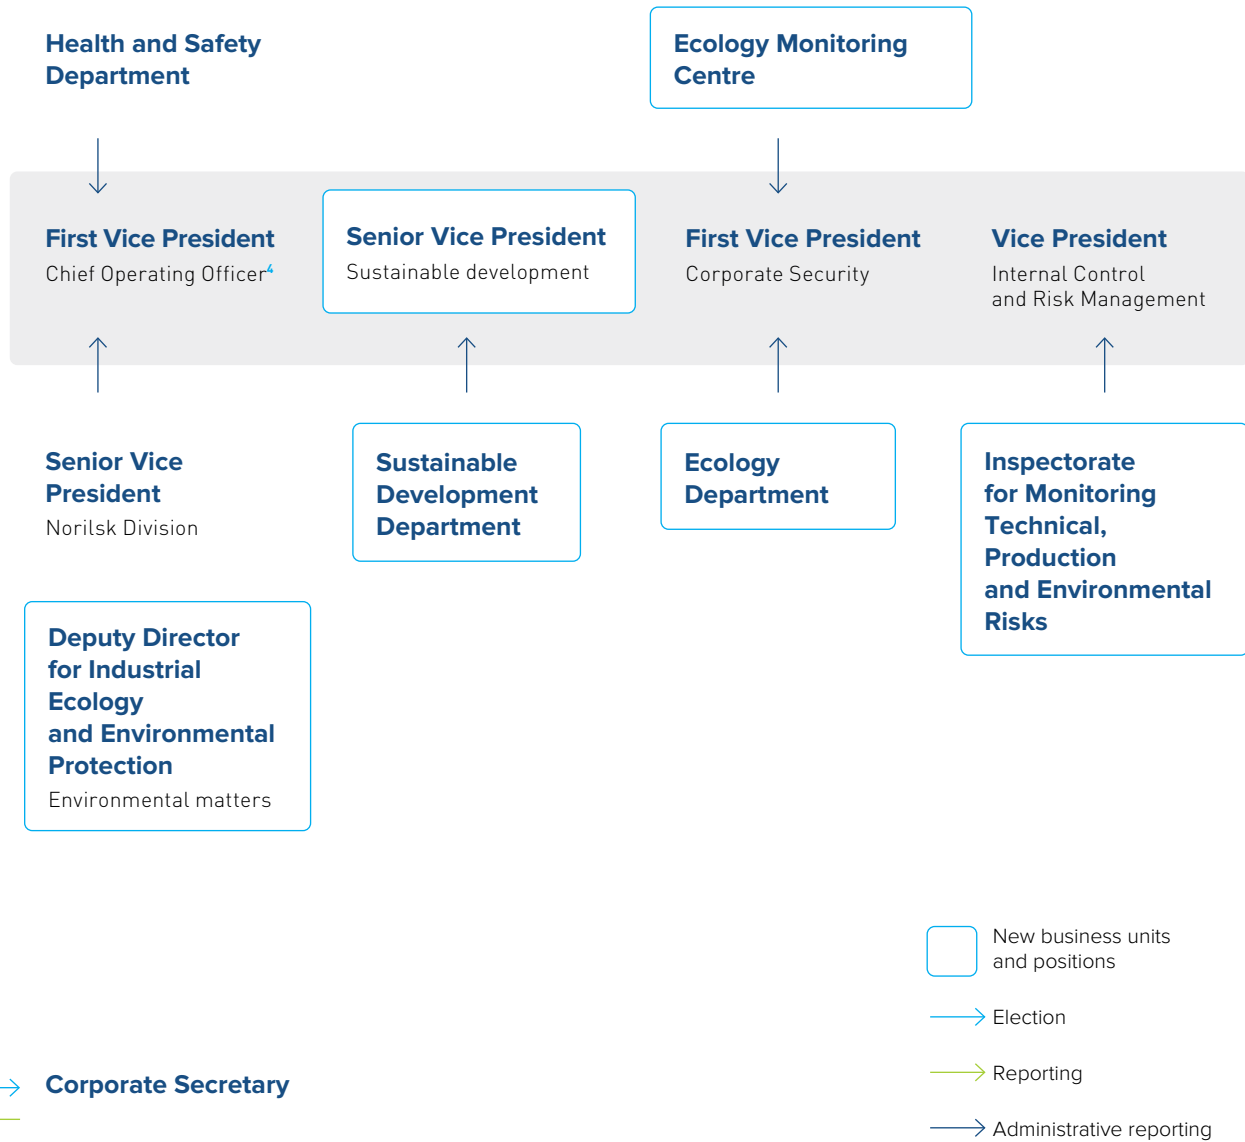 Health and Safety
Department
Ecology Monitoring
Centre
First Vice President
Chief Operating Officer⁴
Senior Vice President
Sustainable development
First Vice President
Corporate Security
Vice President
Internal Control
and Risk Management
Senior Vice
President
Norilsk Division
Sustainable
Development
Department
Ecology
Department
Inspectorate
for Monitoring
Technical,
Production
and Environmental
Risks
Deputy Director
for Industrial
Ecology
and Environmental
Protection
Environmental matters
New business units
and positions
Election
Reporting
Administrative reporting
Corporate Secretary